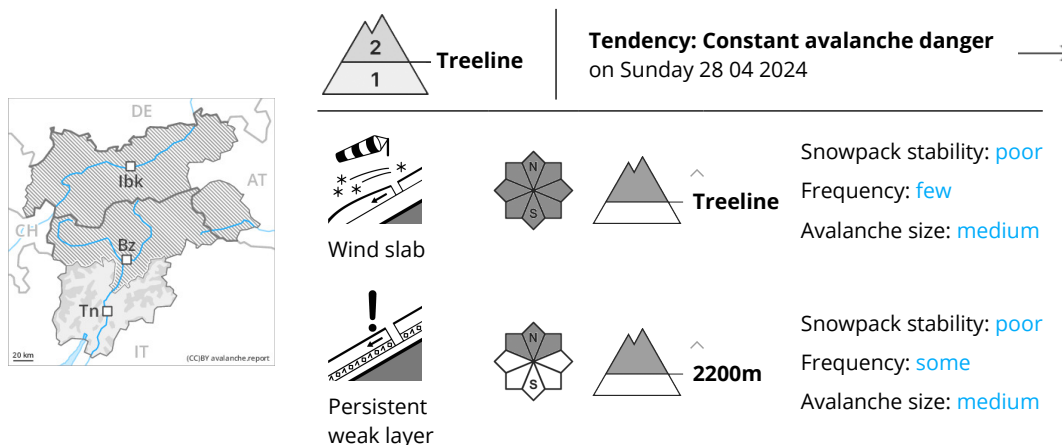 2
1
Treeline
Tendency: Constant avalanche danger
on Sunday 28 04 2024
DE
AT
CH
IT
Ibk
Bz
Tn
20 km
(CC)BY avalanche.report
Wind slab
N
S
Treeline
Snowpack stability: poor
Frequency: few
Avalanche size: medium
Persistent
weak layer
N
S
2200m
Snowpack stability: poor
Frequency: some
Avalanche size: medium